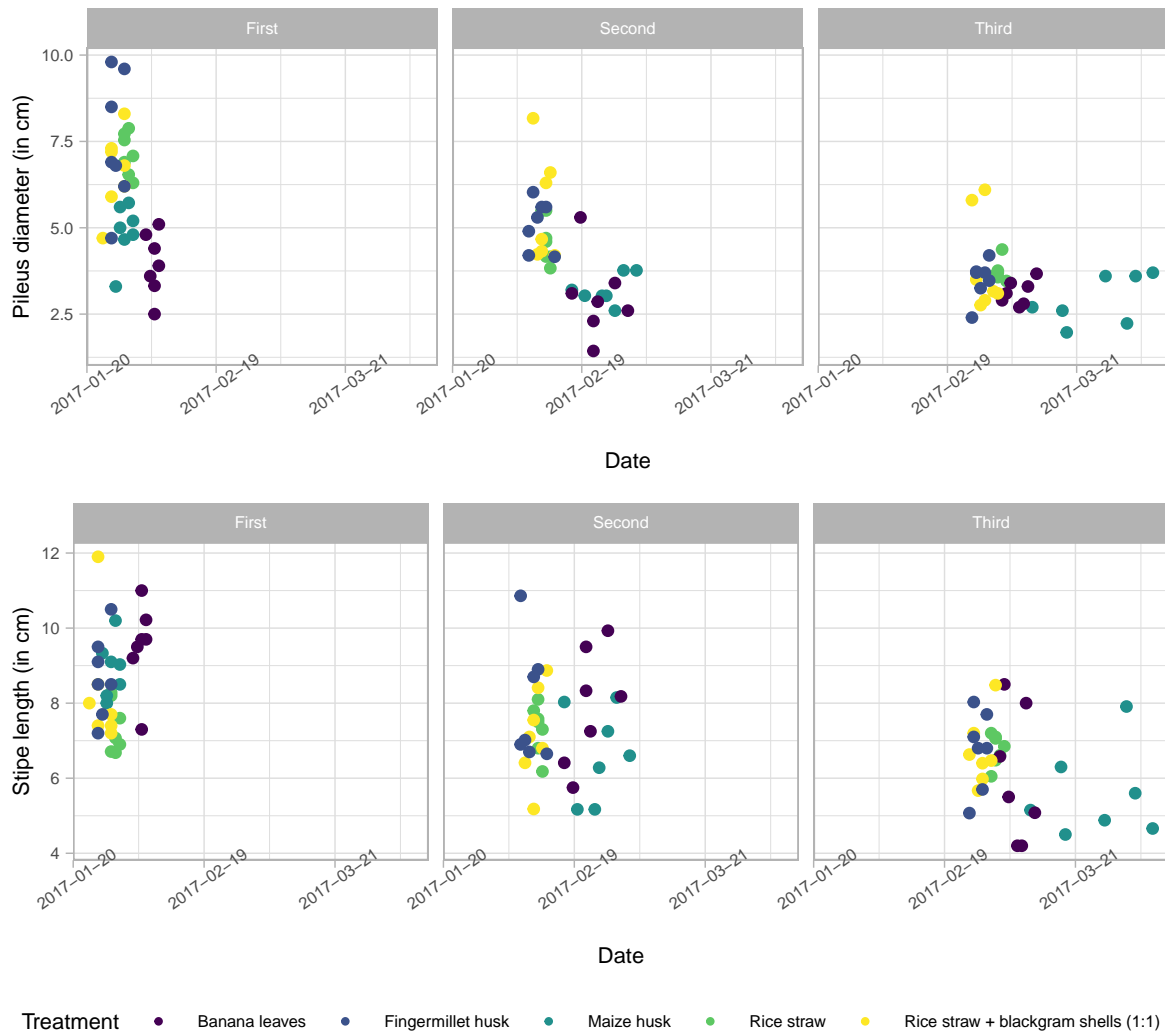 First Second Third
10.0
7.5
5.0
2.5
Pileus diameter (in cm)
2017−01−20 2017−02−19 2017−03−21 2017−01−20 2017−02−19 2017−03−21 2017−01−20 2017−02−19 2017−03−21
Date
First Second Third
12
10
8
6
4
Stipe length (in cm)
2017−01−20 2017−02−19 2017−03−21 2017−01−20 2017−02−19 2017−03−21 2017−01−20 2017−02−19 2017−03−21
Date
Treatment Banana leaves Fingermillet husk Maize husk Rice straw Rice straw + blackgram shells (1:1)